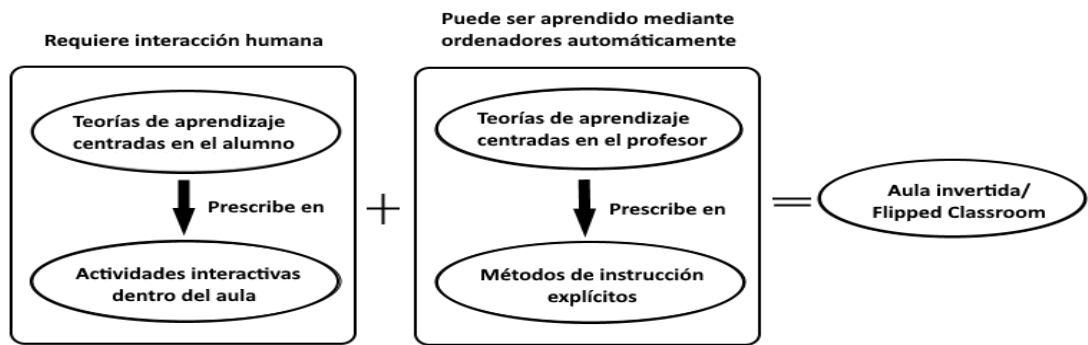 Requiere interacción humana
Puede ser aprendido mediante
ordenadores automáticamente
Teorías de aprendizaje
centradas en el alumno
Prescribe en
Actividades interactivas
dentro del aula
+
Teorías de aprendizaje
centradas en el profesor
Prescribe en
Métodos de instrucción
explícitos
=
Aula invertida/
Flipped Classroom